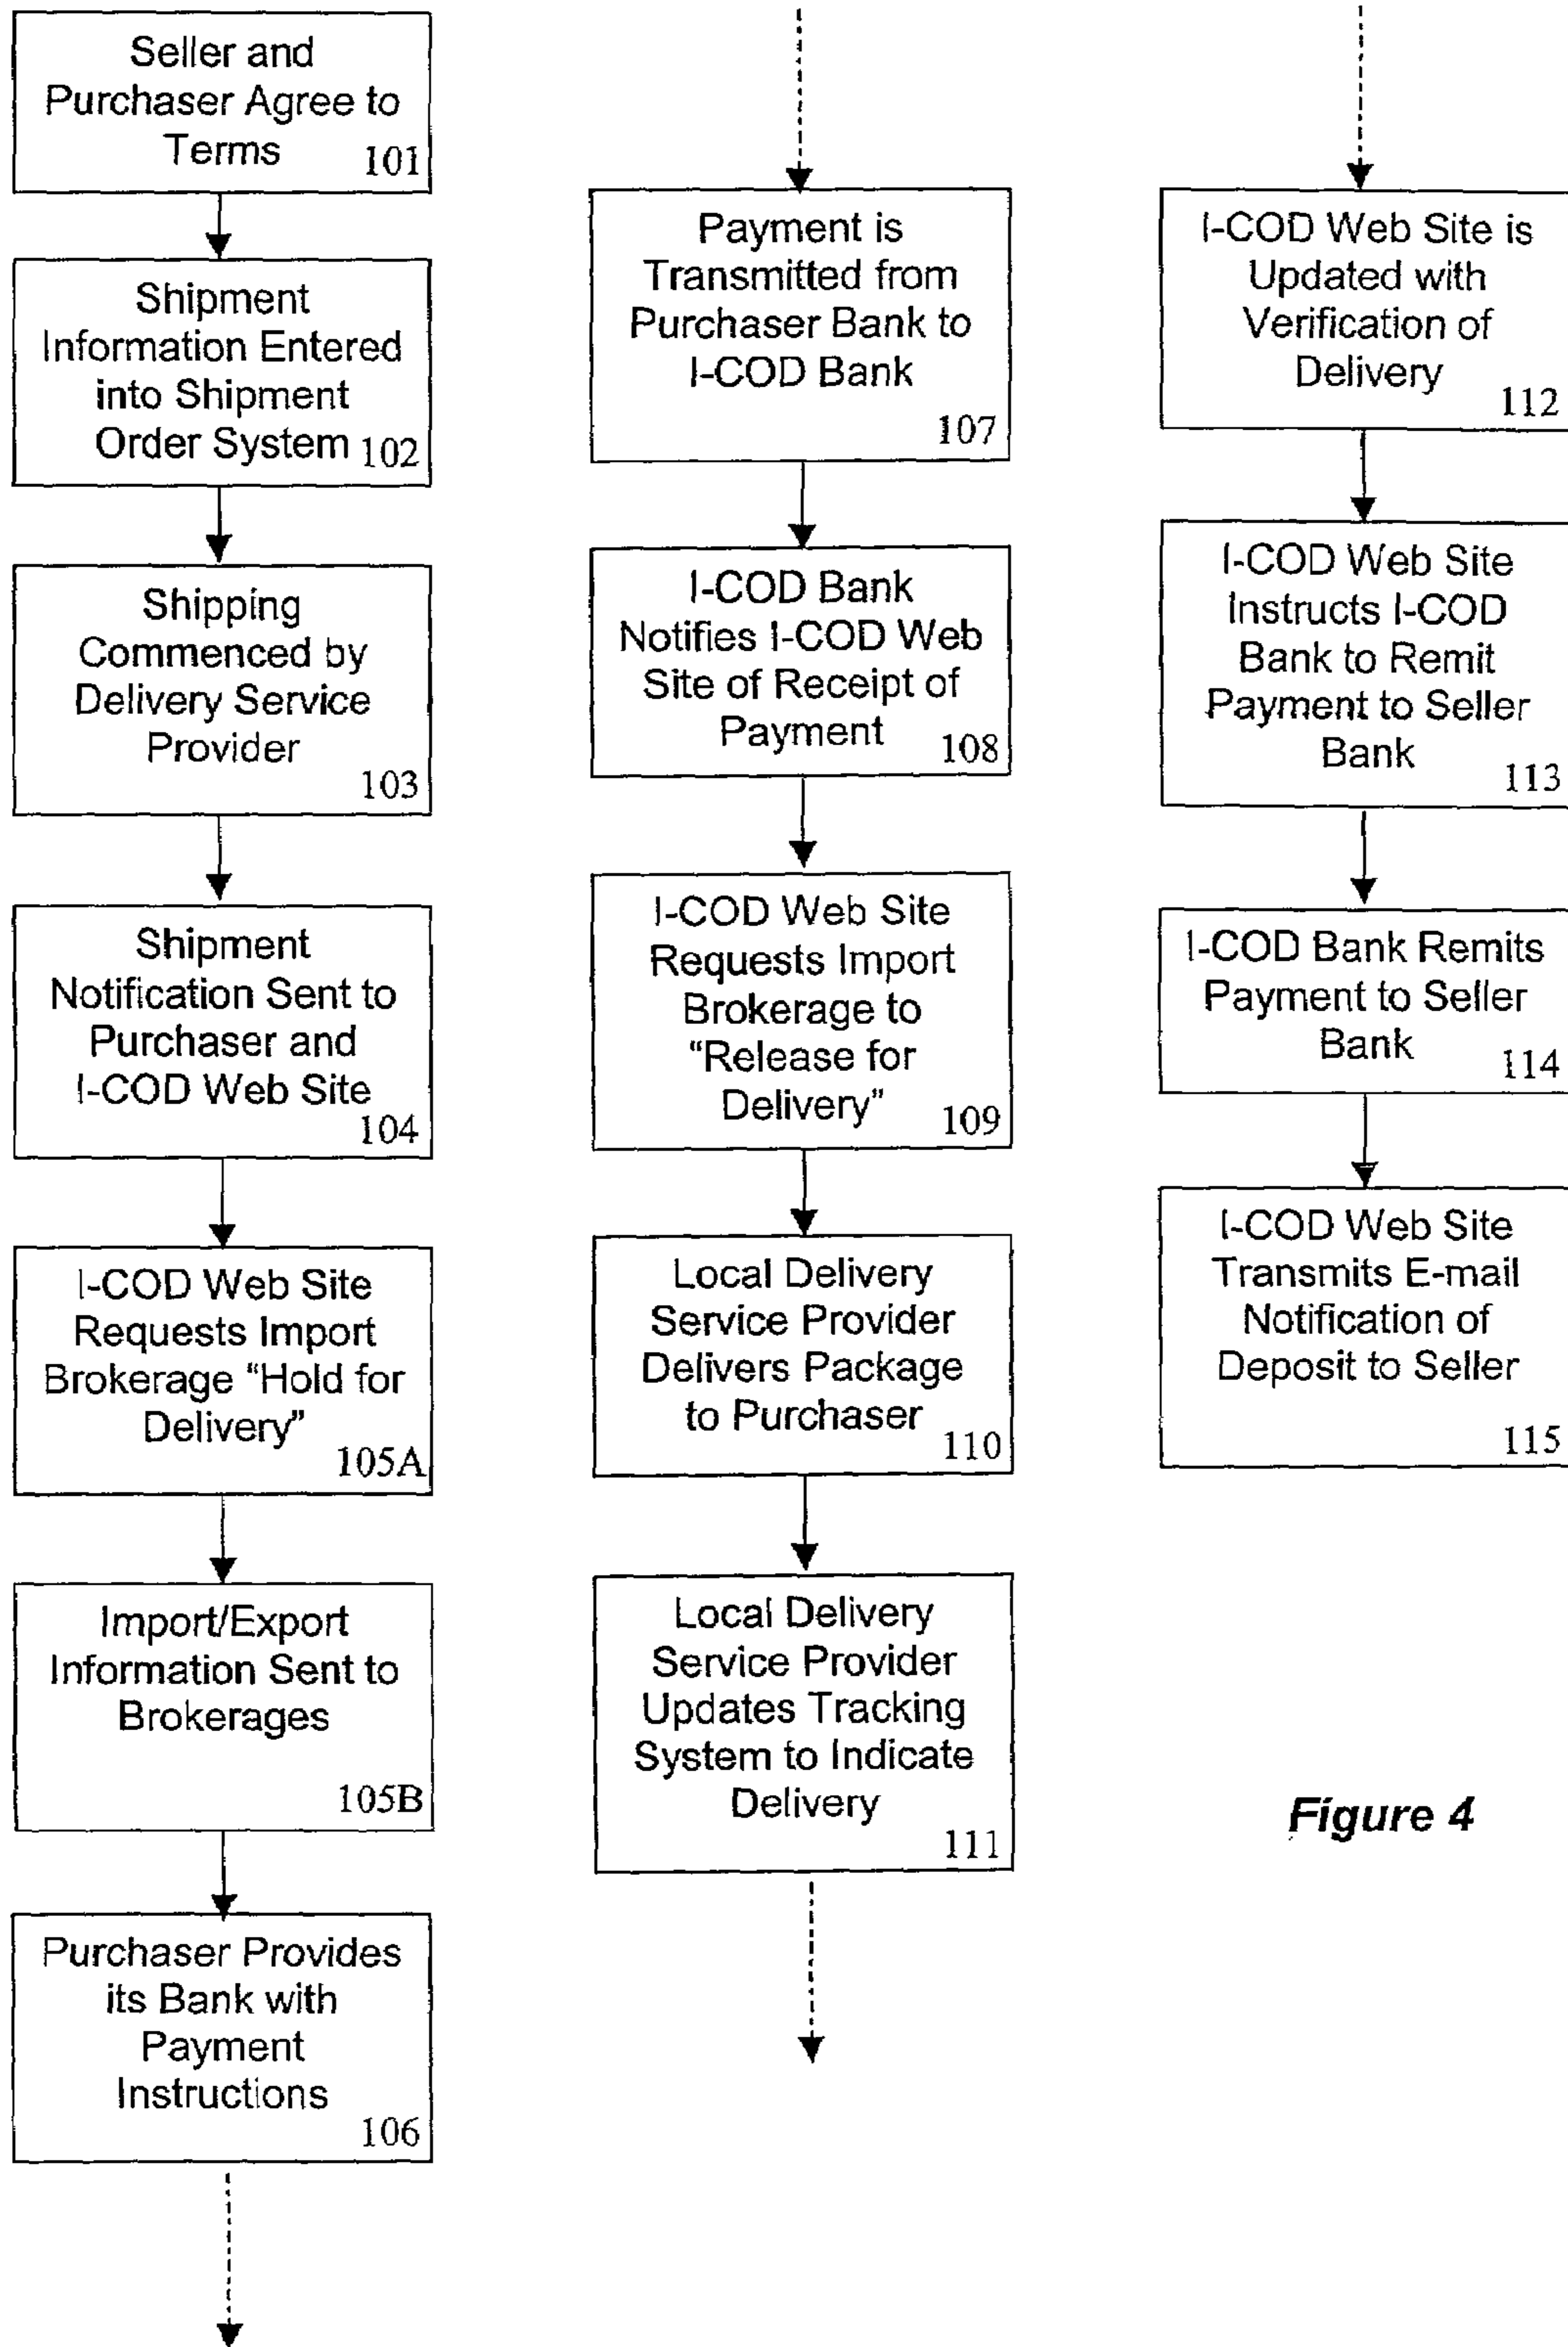 Seller and
Purchaser Agree to
Terms 101
Shipment
Information Entered
into Shipment
Order System 102
Shipping
Commenced by
Delivery Service
Provider
103
Shipment
Notification Sent to
Purchaser and
I-COD Web Site
104
I-COD Web Site
Requests Import
Brokerage “Hold for
Delivery”
105A
Import/Export
Information Sent to
Brokerages
105B
Purchaser Provides
its Bank with
Payment
Instructions
106
Payment is
Transmitted from
Purchaser Bank to
I-COD Bank
107
I-COD Bank
Notifies I-COD Web
Site of Receipt of
Payment 108
I-COD Web Site
Requests Import
Brokerage to
“Release for
Delivery” 109
Local Delivery
Service Provider
Delivers Package
to Purchaser
110
Local Delivery
Service Provider
Updates Tracking
System to Indicate
Delivery
111
I-COD Web Site is
Updated with
Verification of
Delivery
112
I-COD Web Site
Instructs I-COD
Bank to Remit
Payment to Seller
Bank
113
I-COD Bank Remits
Payment to Seller
Bank
114
I-COD Web Site
Transmits E-mail
Notification of
Deposit to Seller
115
Figure 4